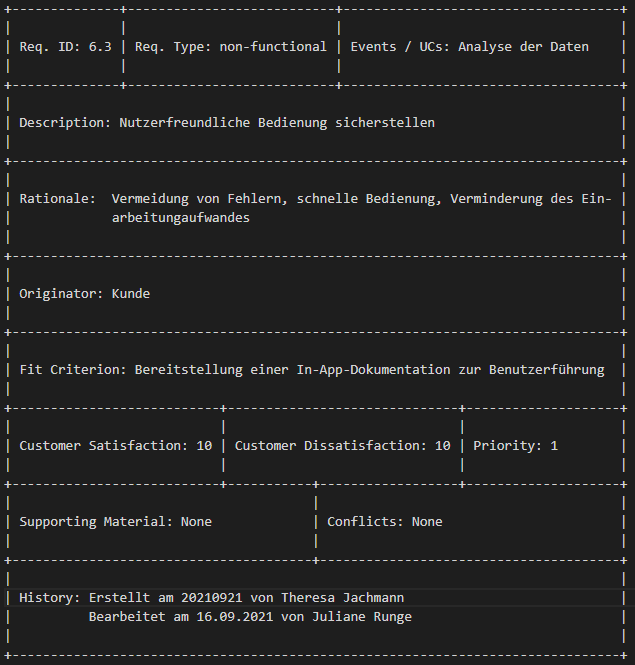 Req. ID: 6.3 | Req. Type: non-functional | Events / UCs: Analyse der Daten
Description: Nutzerfreundliche Bedienung sicherstellen
Rationale: Vermeidung von Fehlern, schnelle Bedienung, Verminderung des Ein-
arbeitungaufwandes
Originator: Kunde
Fit Criterion: Bereitstellung einer In-App-Dokumentation zur Benutzerführung
Customer Satisfaction: 10 | Customer Dissatisfaction: 10 | Priority: 1
Supporting Material: None | Conflicts: None
History: Erstellt am 20210921 von Theresa Jachmann
Bearbeitet am 16.09.2021 von Juliane Runge